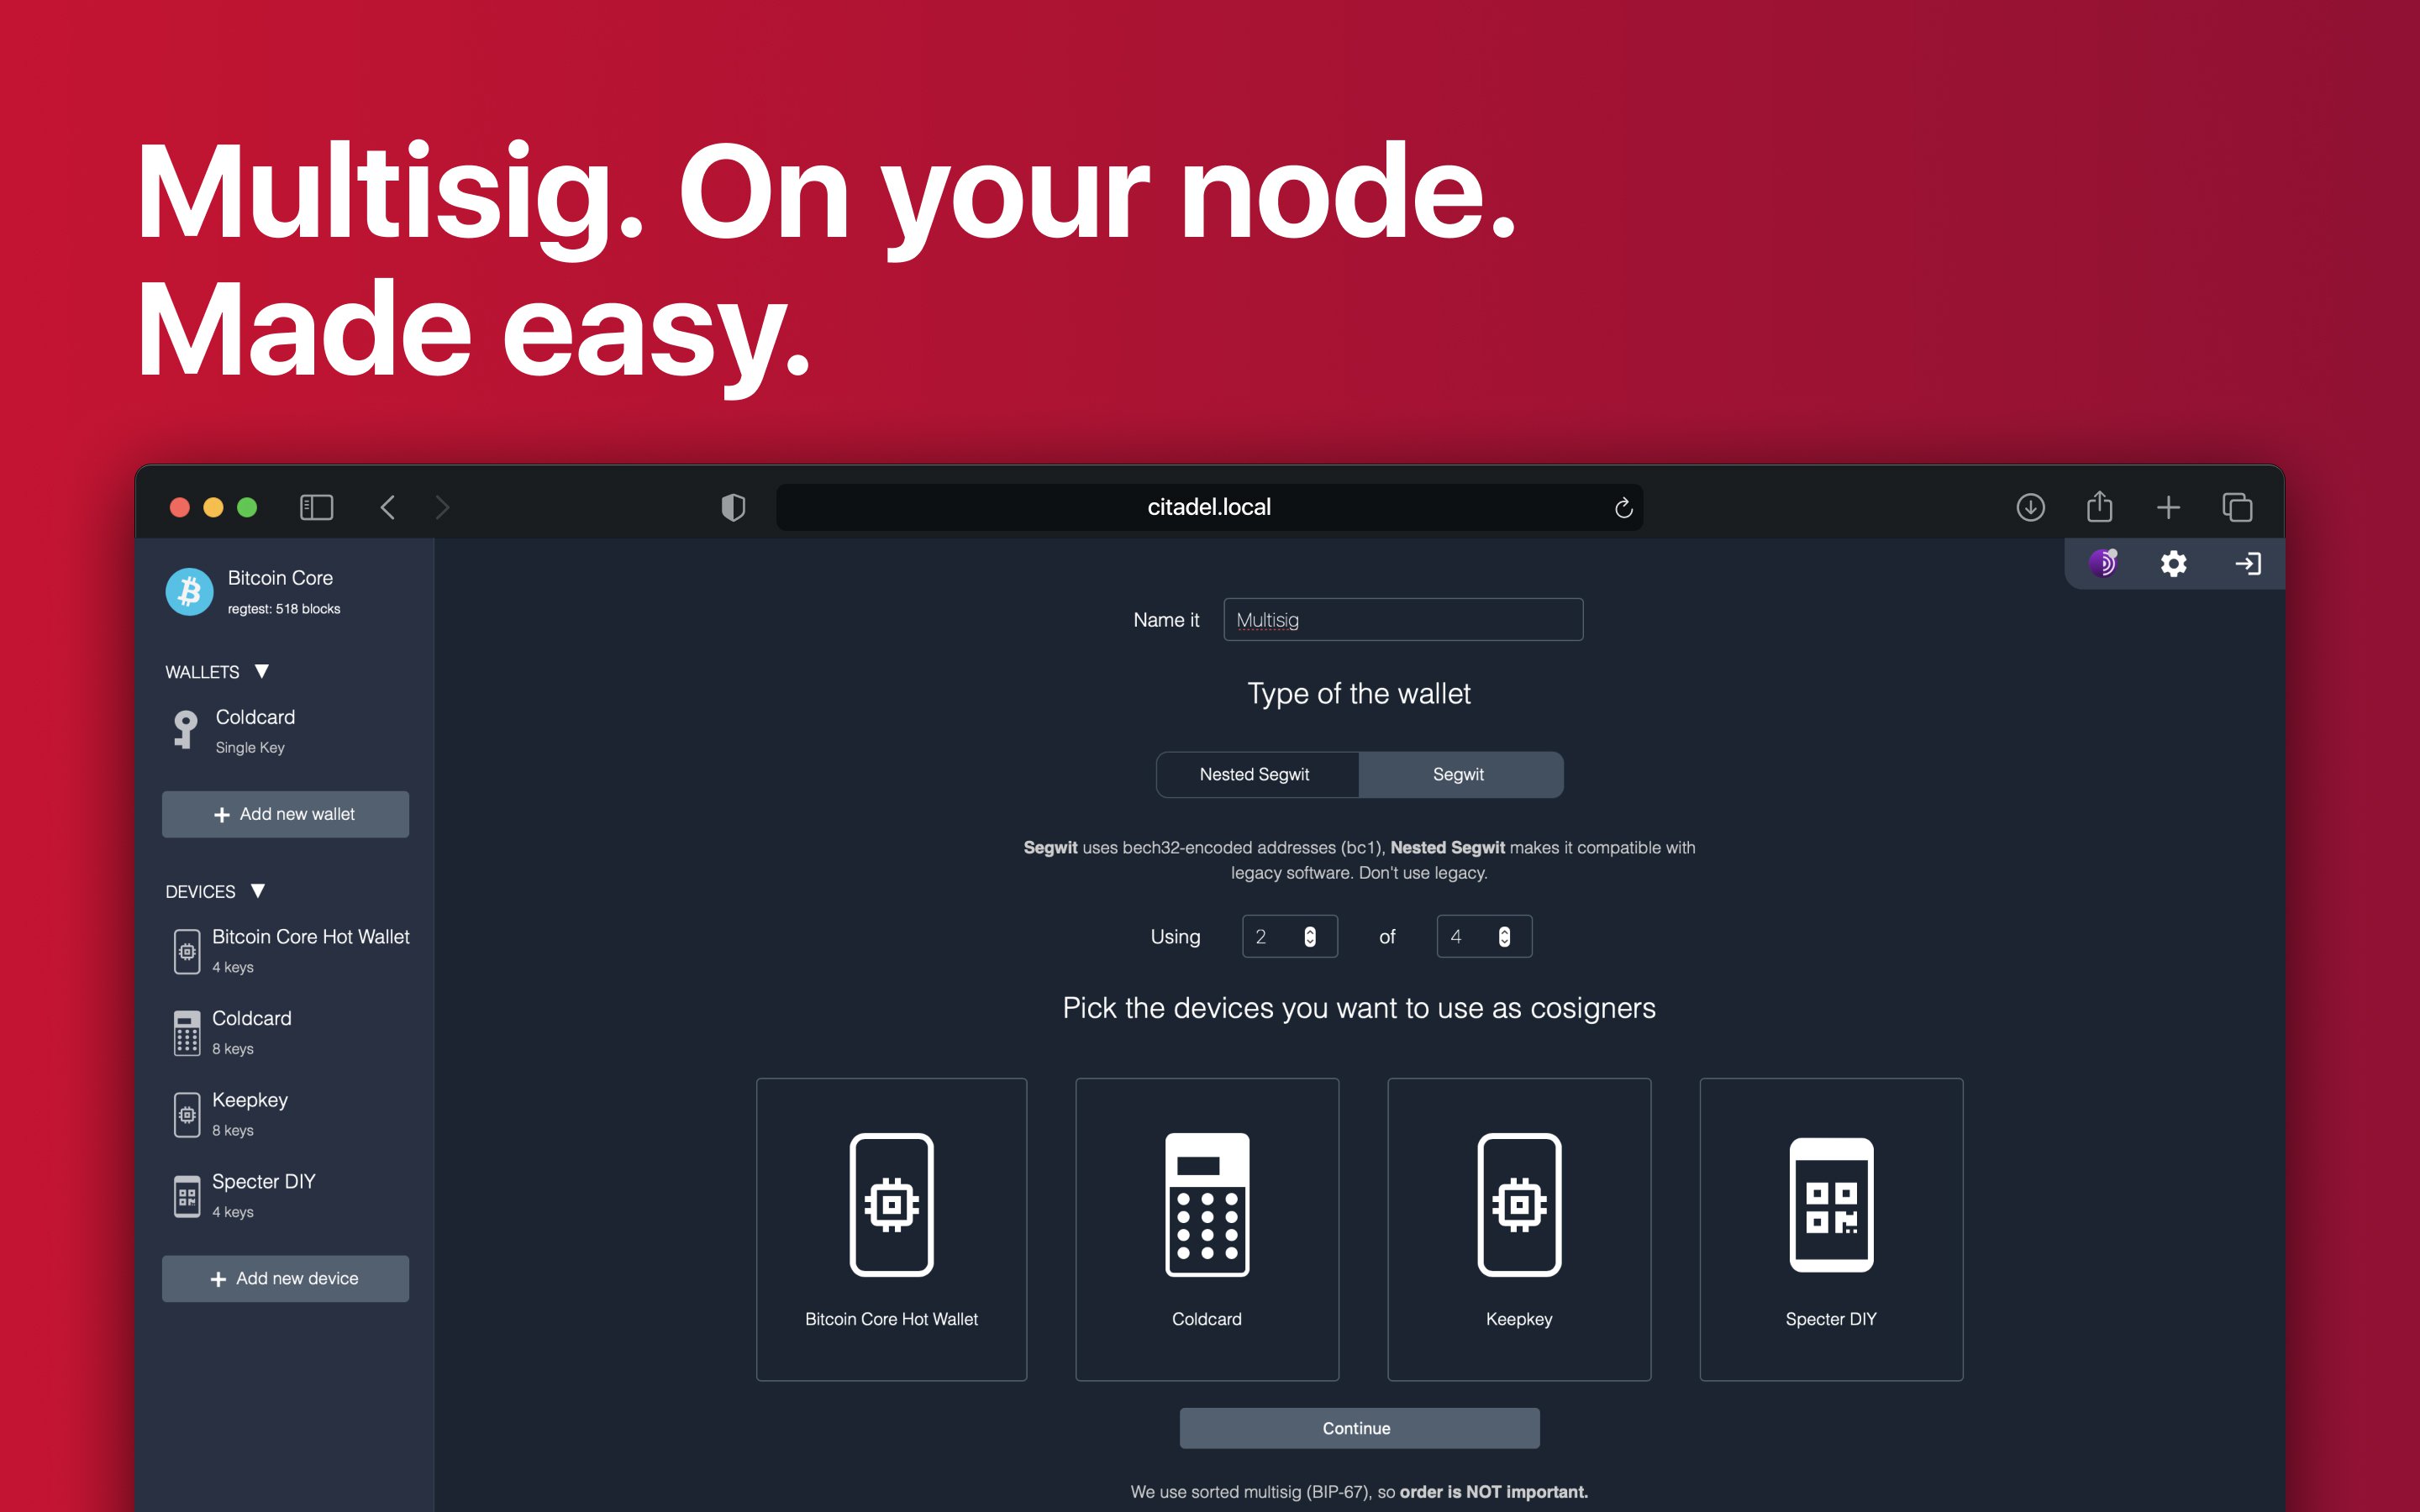 Multisig. On your node.
Made easy.
citadel.local
Bitcoin Core
regtest: 518 blocks
WALLETS
Coldcard
Single Key
Add new wallet
DEVICES
Bitcoin Core Hot Wallet
4 keys
Coldcard
8 keys
Keepkey
8 keys
Specter DIY
4 keys
Add new device
Name it
Multisig
Type of the wallet
Nested Segwit
Segwit
Segwit uses bech32-encoded addresses (bc1), Nested Segwit makes it compatible with
legacy software. Don't use legacy.
Using 2 of 4
Pick the devices you want to use as cosigners
Bitcoin Core Hot Wallet
Coldcard
Keepkey
Specter DIY
Continue
We use sorted multisig (BIP-67), so order is NOT important.